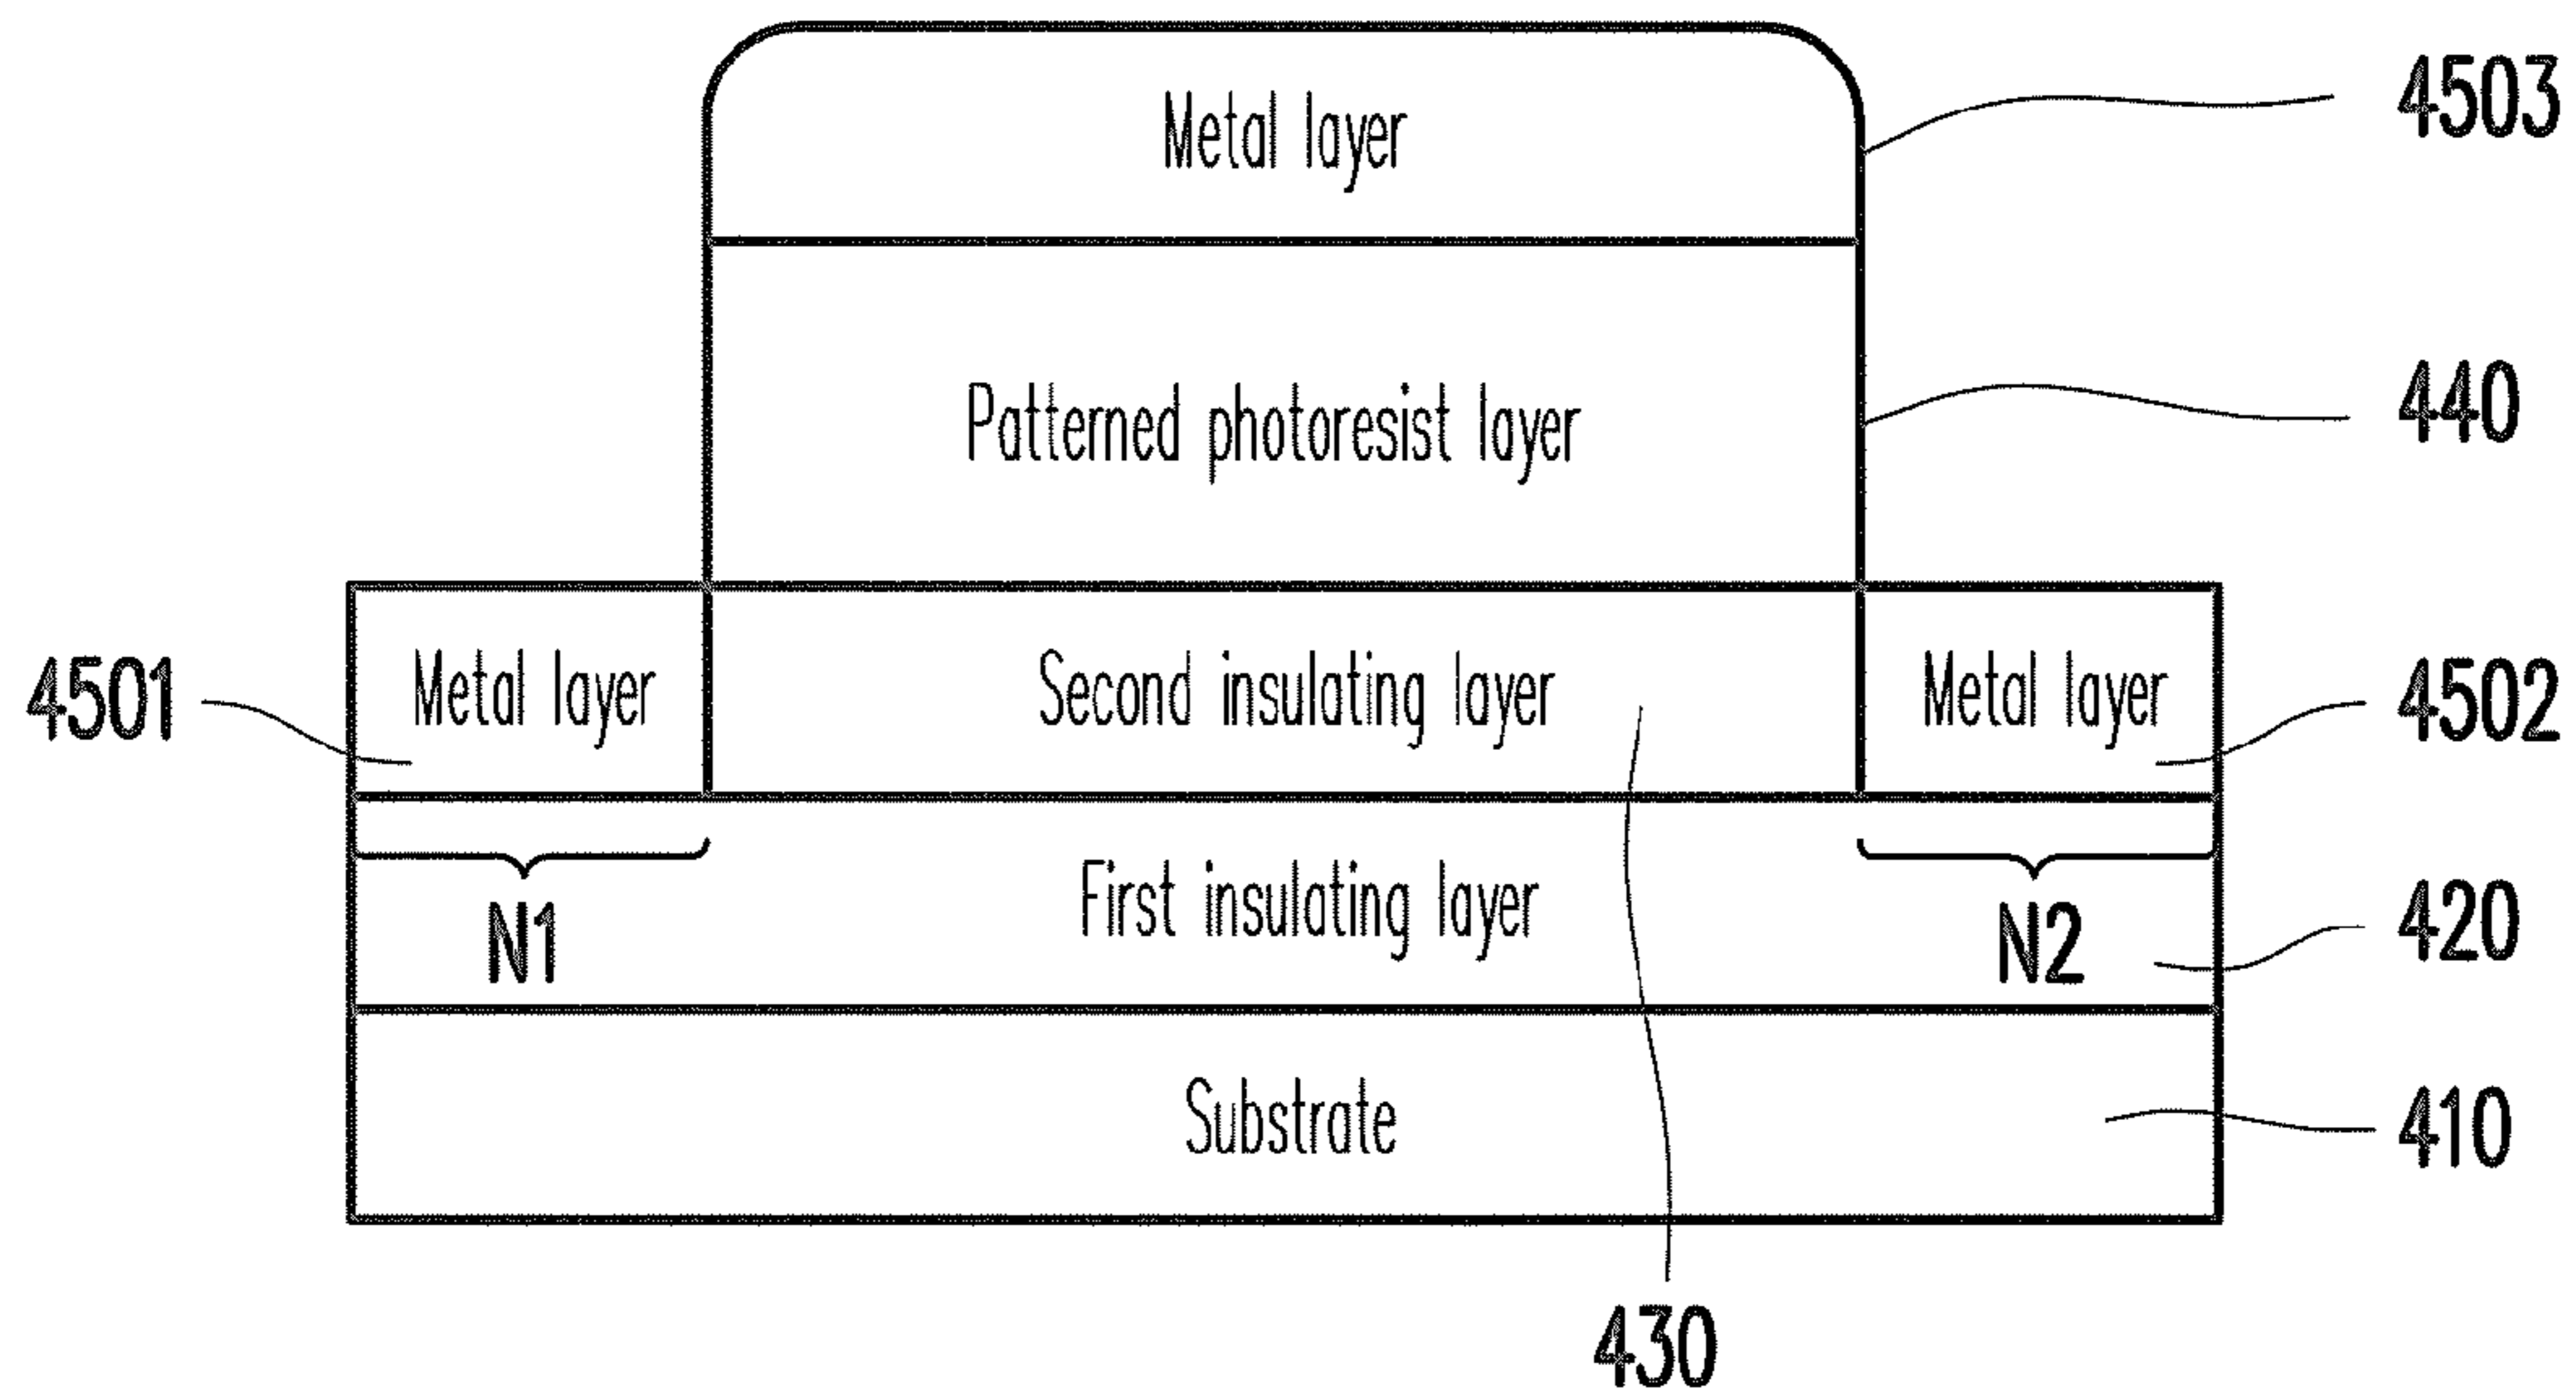 Metal layer
4503
Patterned photoresist layer
440
4501
Metal layer
Second insulating layer
Metal layer
4502
N1
First insulating layer
N2
420
Substrate
410
430